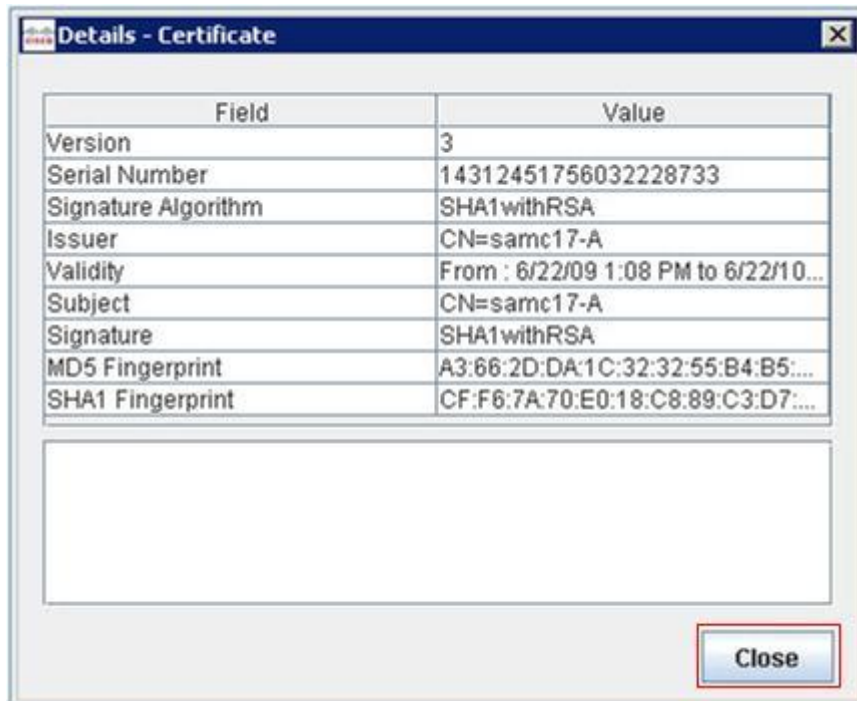 Details - Certificate
Field Value
Version 3
Serial Number 14312451756032228733
Signature Algorithm SHA1withRSA
Issuer CN=samc17-A
Validity From : 6/22/09 1:08 PM to 6/22/10...
Subject CN=samc17-A
Signature SHA1withRSA
MD5 Fingerprint A3:66:2D:DA:1C:32:32:55:B4:B5:...
SHA1 Fingerprint CF:F6:7A:70:E0:18:C8:89:C3:D7:...
Close